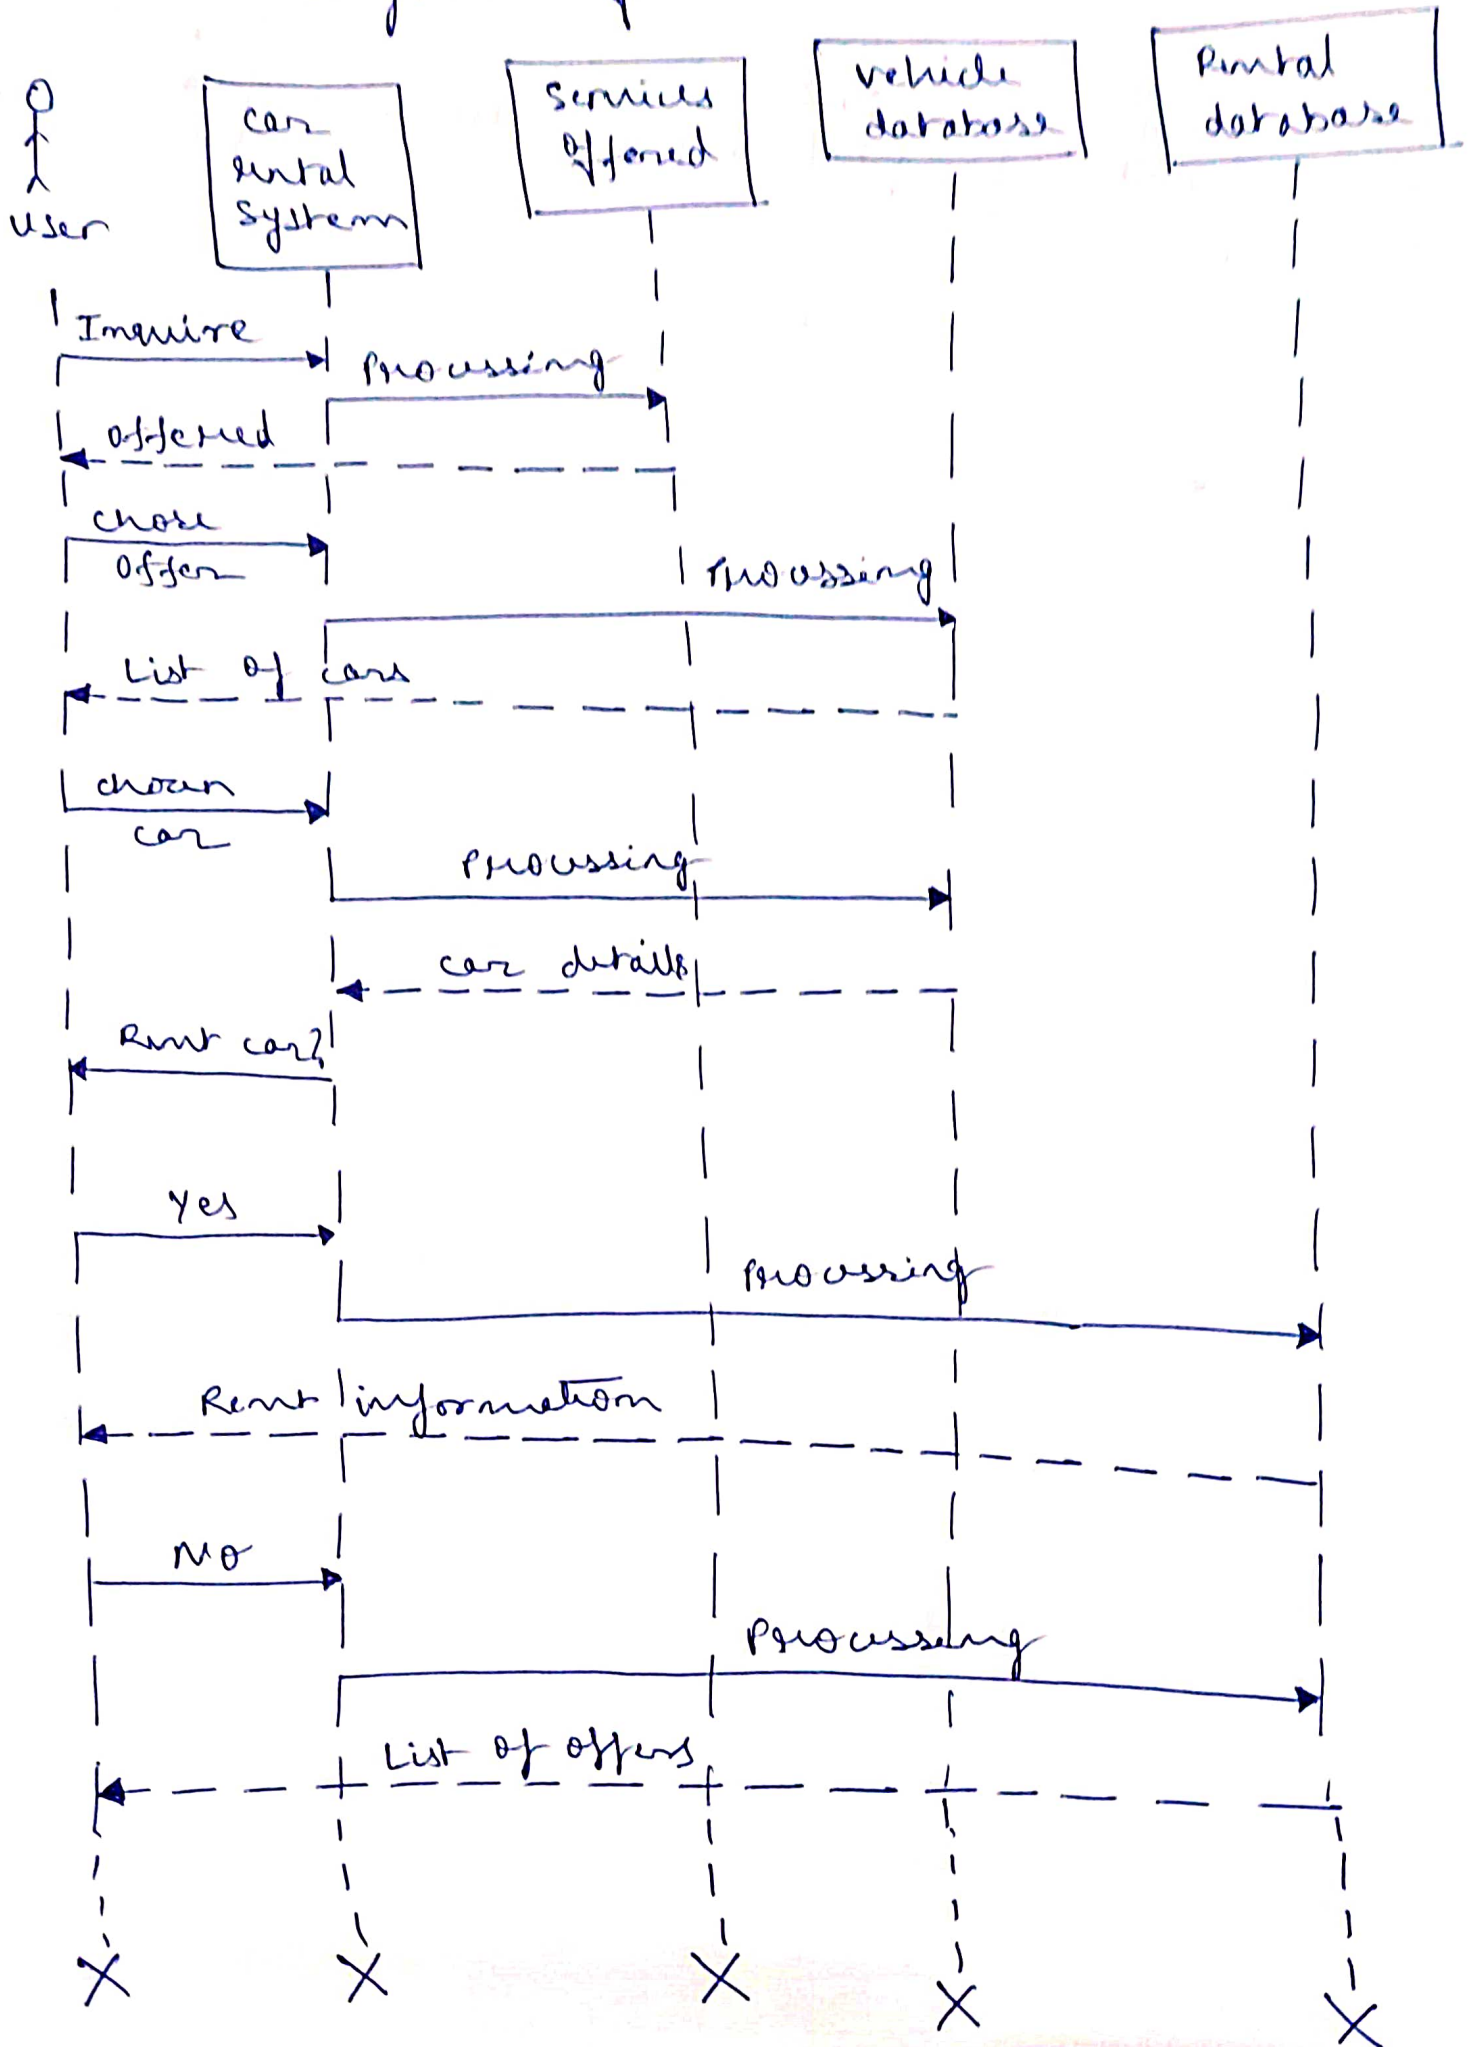 User
car
rental
system
Services
Offered
vehicle
database
Rental
database
Inquire
Processing
offered
chose
offer
Processing
List of cars
chosen
car
Processing
car details
Rent car?
Yes
Processing
Rent information
No
Processing
List of offers